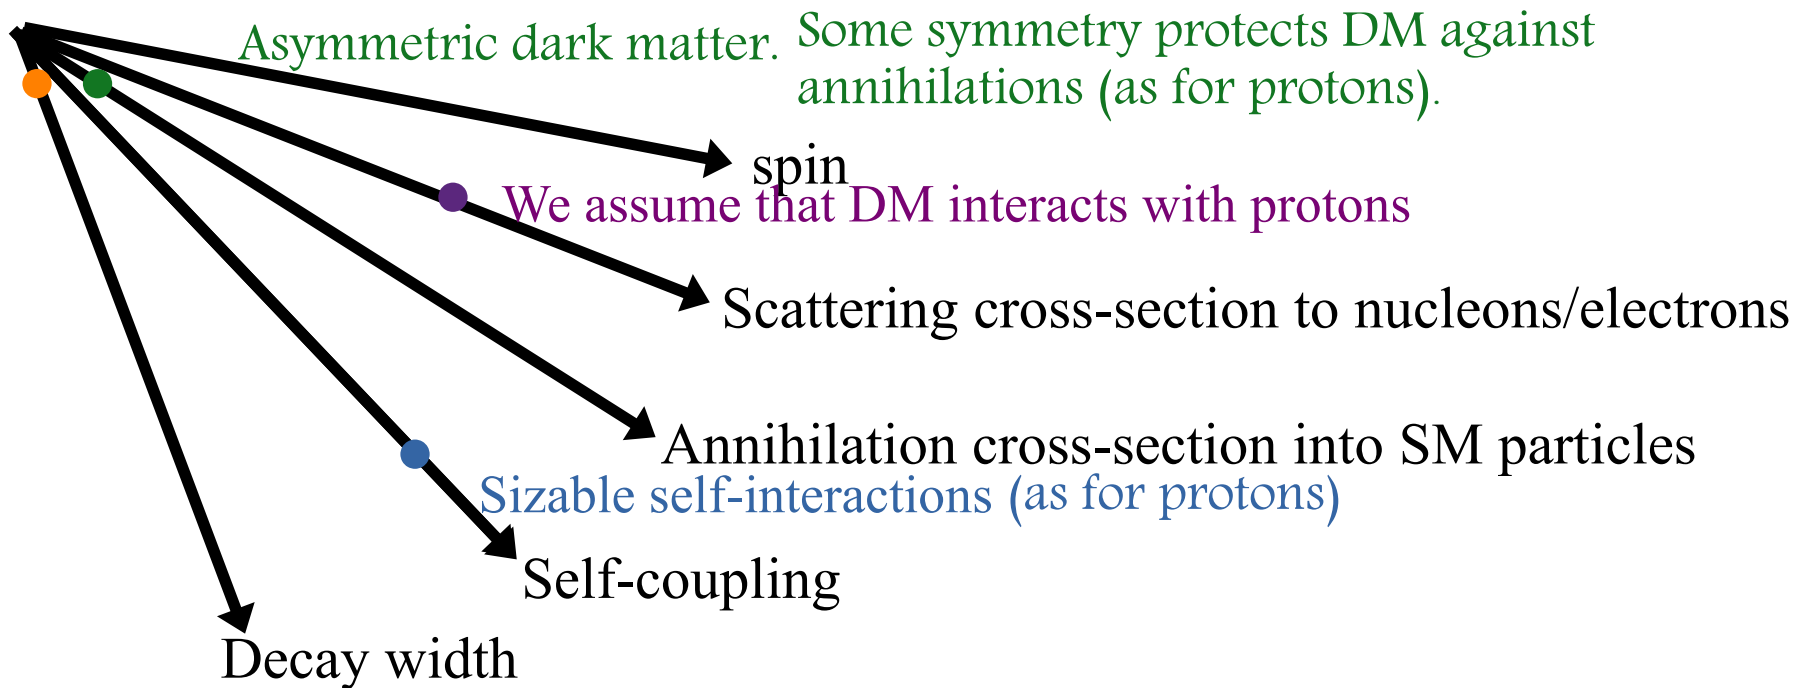 Asymmetric dark matter.
Some symmetry protects DM against
annihilations (as for protons).
spin
We assume that DM interacts with protons
Scattering cross-section to nucleons/electrons
Annihilation cross-section into SM particles
Sizable self-interactions (as for protons)
Self-coupling
Decay width